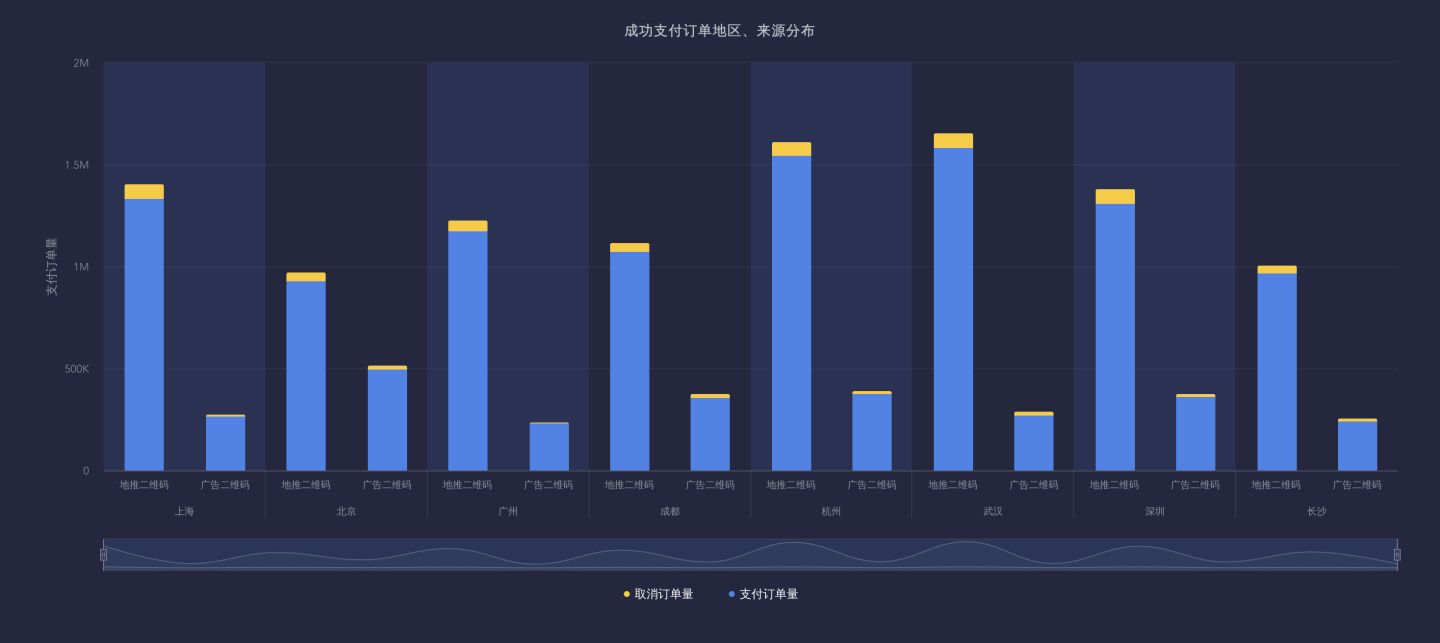 成功支付订单地区、来源分布
2M
1.5M
1M
500K
0
支付订单量
地推二维码 广告二维码 地推二维码 广告二维码 地推二维码 广告二维码 地推二维码 广告二维码 地推二维码 广告二维码 地推二维码 广告二维码 地推二维码 广告二维码 地推二维码 广告二维码
上海 北京 广州 成都 杭州 武汉 深圳 长沙
取消订单量 支付订单量